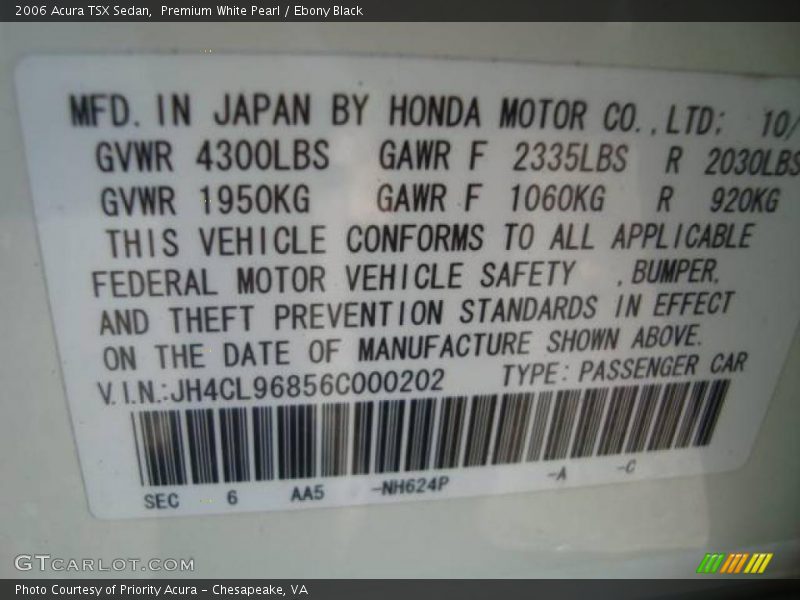 2006 Acura TSX Sedan,  Premium White Pearl / Ebony Black
MFD. IN JAPAN BY HONDA MOTOR CO., LTD: 10/
GVWR 4300LBS GAWR F 2335LBS R 2030LBS
GVWR 1950KG GAWR F 1060KG R 920KG
THIS VEHICLE CONFORMS TO ALL APPLICABLE
FEDERAL MOTOR VEHICLE SAFETY , BUMPER,
AND THEFT PREVENTION STANDARDS IN EFFECT
ON THE DATE OF MANUFACTURE SHOWN ABOVE.
V.I.N.:JH4CL96856C000202 TYPE: PASSENGER CAR
SEC 6 AA5 -NH624P -A -C
GTCARLOT.COM
Photo Courtesy of Priority Acura - Chesapeake, VA